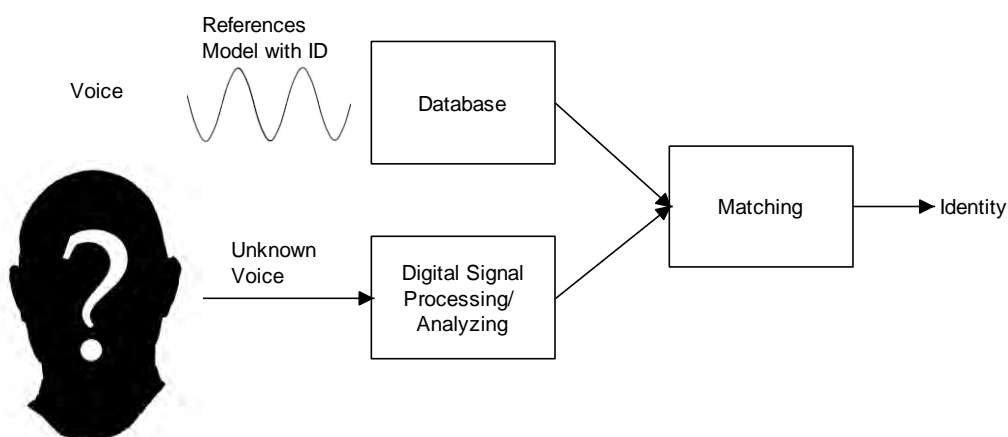 References
Model with ID
Voice
Database
Matching
Identity
Unknown
Voice
Digital Signal
Processing/
Analyzing
?